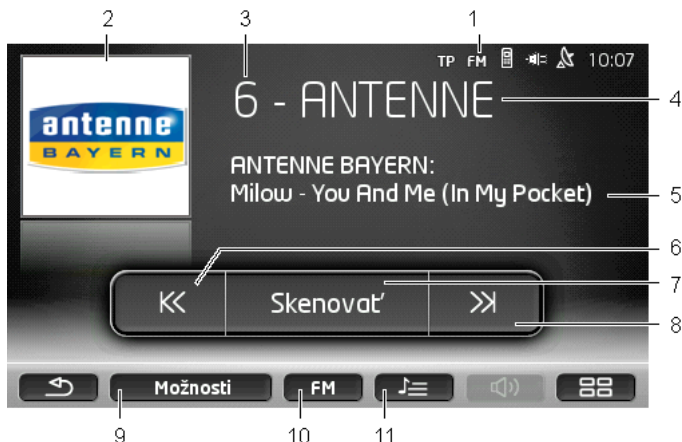 2
3
1
TP FM 10:07
6 - ANTENNE
4
antenne
BAYERN
ANTENNE BAYERN:
Milow - You And Me (In My Pocket)
5
6
Skenovať
7
8
Možnosti
FM
9
10
11